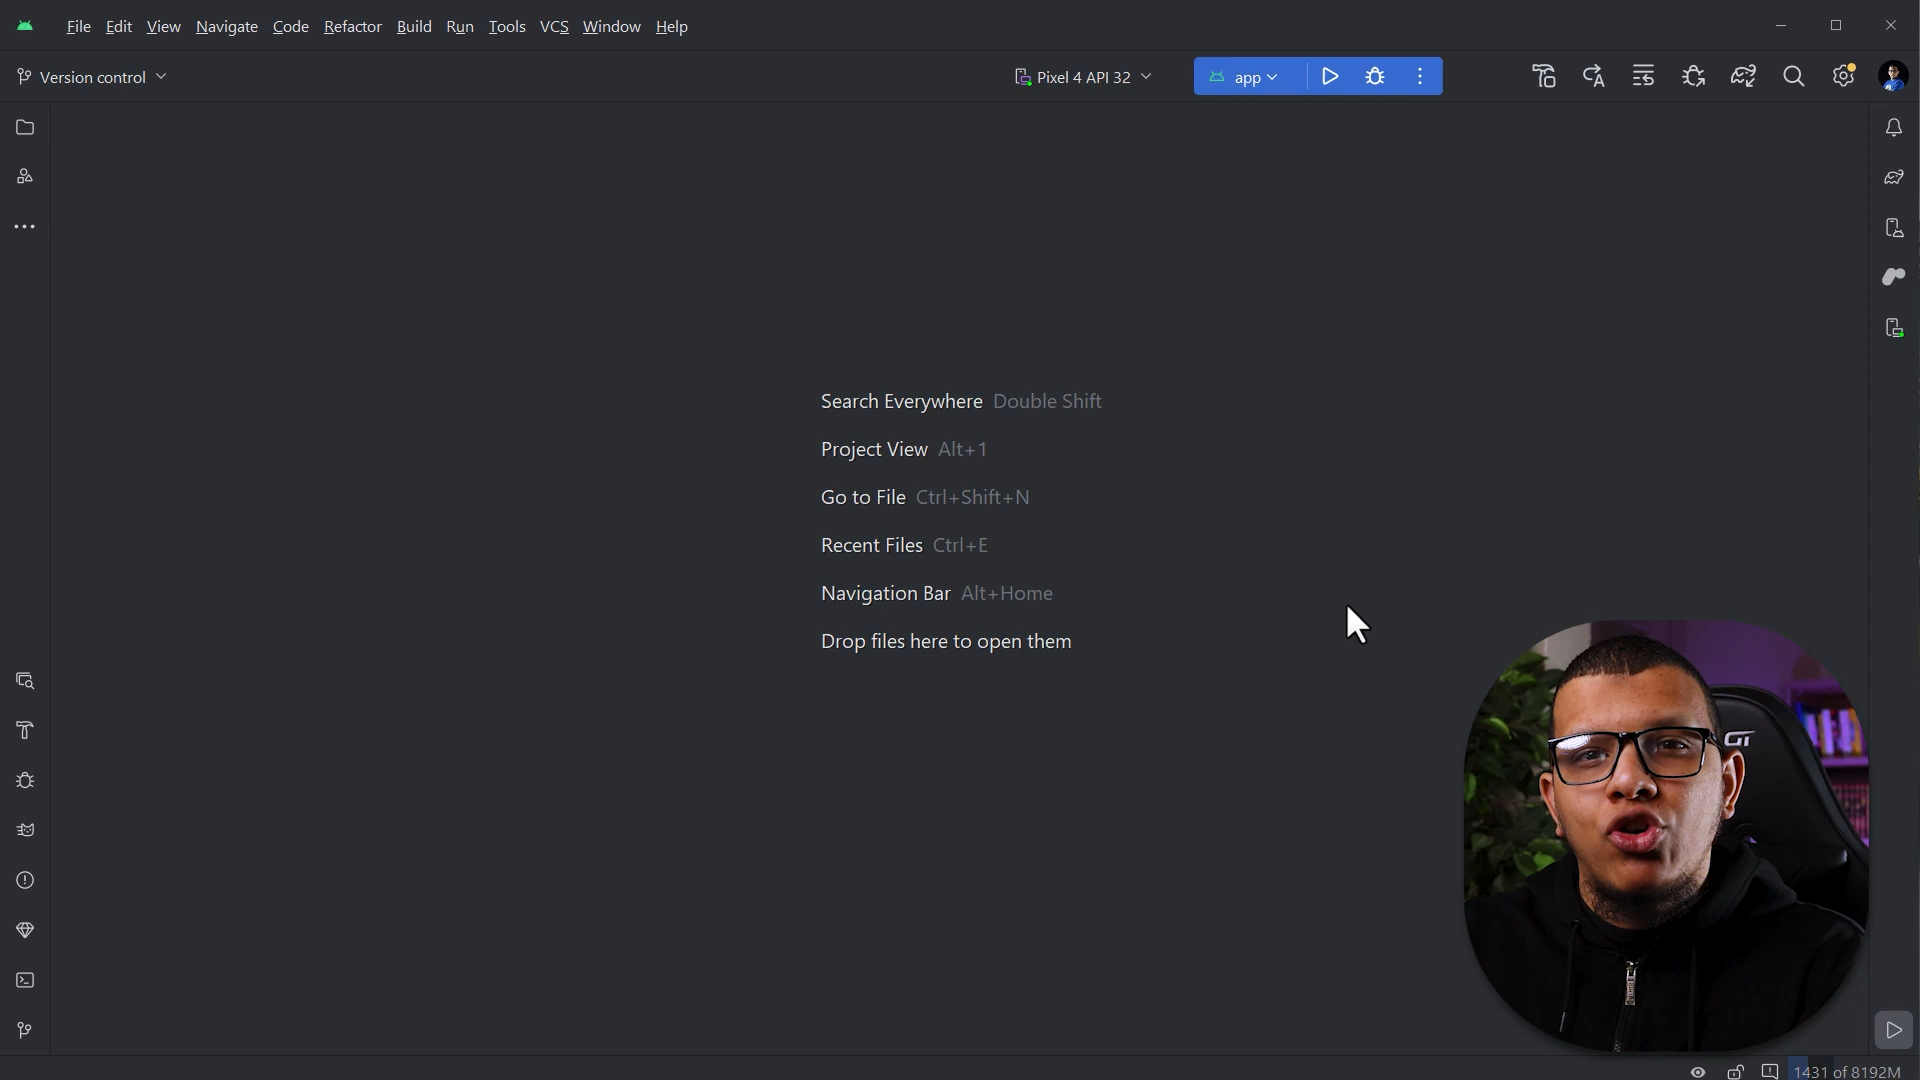 File Edit View Navigate Code Refactor Build Run Tools VCS Window Help
Version control
Pixel 4 API 32
app
Search Everywhere Double Shift
Project View Alt+1
Go to File Ctrl+Shift+N
Recent Files Ctrl+E
Navigation Bar Alt+Home
Drop files here to open them
GT
1431 of 8192M